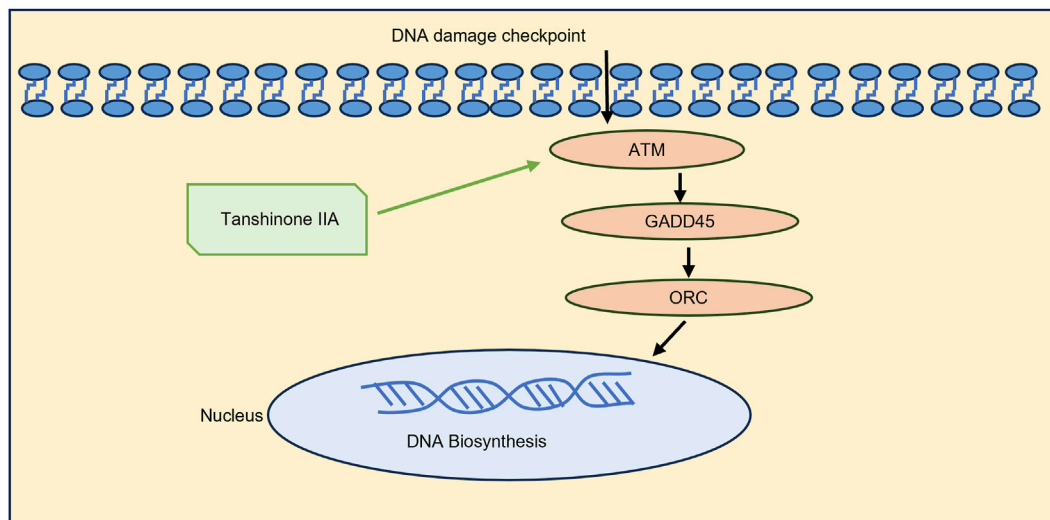 DNA damage checkpoint
ATM
Tanshinone IIA
GADD45
ORC
Nucleus
DNA Biosynthesis